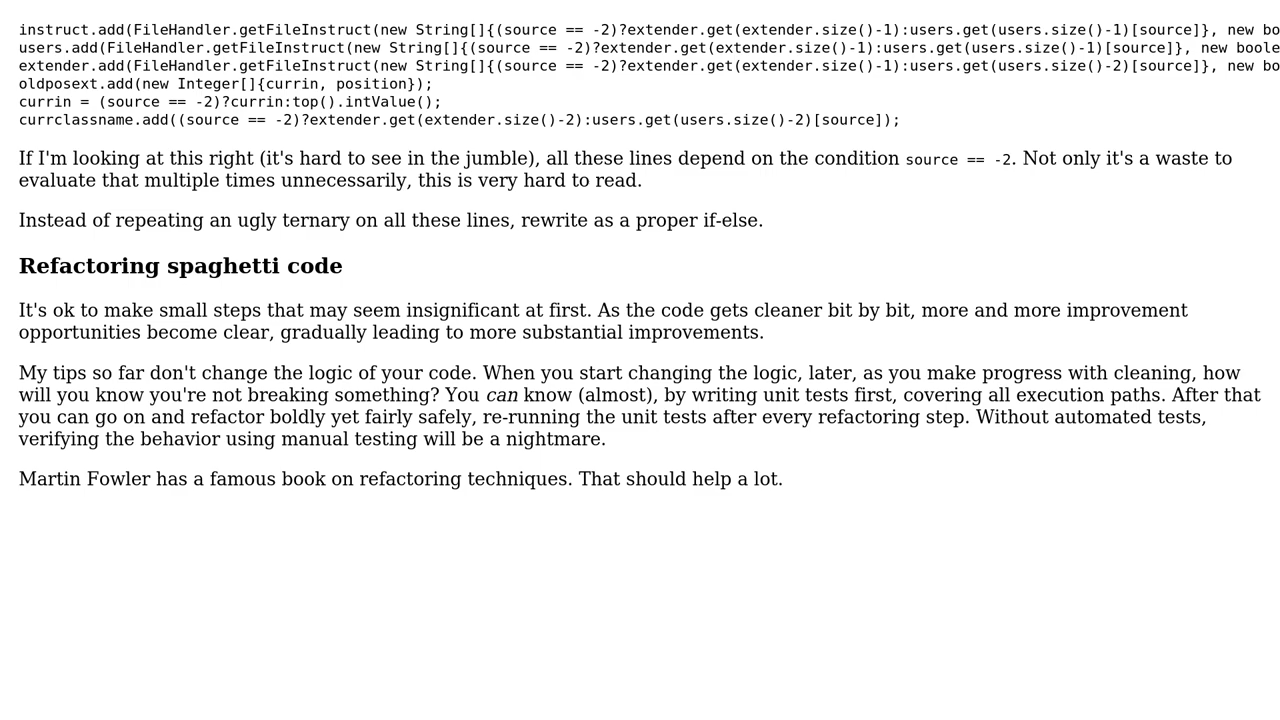 instruct.add(FileHandler.getFileInstruct(new String[]{(source == -2)?extender.get(extender.size()-1):users.get(users.size()-1)[source]}, new bo
users.add(FileHandler.getFileInstruct(new String[]{(source == -2)?extender.get(extender.size()-1):users.get(users.size()-1)[source]}, new boole
extender.add(FileHandler.getFileInstruct(new String[]{(source == -2)?extender.get(extender.size()-1):users.get(users.size()-2)[source]}, new bo
oldposext.add(new Integer[]{currin, position});
currin = (source == -2)?currin:top().intValue();
currclassname.add((source == -2)?extender.get(extender.size()-2):users.get(users.size()-2)[source]);
If I'm looking at this right (it's hard to see in the jumble), all these lines depend on the condition source == -2. Not only it's a waste to
evaluate that multiple times unnecessarily, this is very hard to read.
Instead of repeating an ugly ternary on all these lines, rewrite as a proper if-else.
Refactoring spaghetti code
It's ok to make small steps that may seem insignificant at first. As the code gets cleaner bit by bit, more and more improvement
opportunities become clear, gradually leading to more substantial improvements.
My tips so far don't change the logic of your code. When you start changing the logic, later, as you make progress with cleaning, how
will you know you're not breaking something? You can know (almost), by writing unit tests first, covering all execution paths. After that
you can go on and refactor boldly yet fairly safely, re-running the unit tests after every refactoring step. Without automated tests,
verifying the behavior using manual testing will be a nightmare.
Martin Fowler has a famous book on refactoring techniques. That should help a lot.